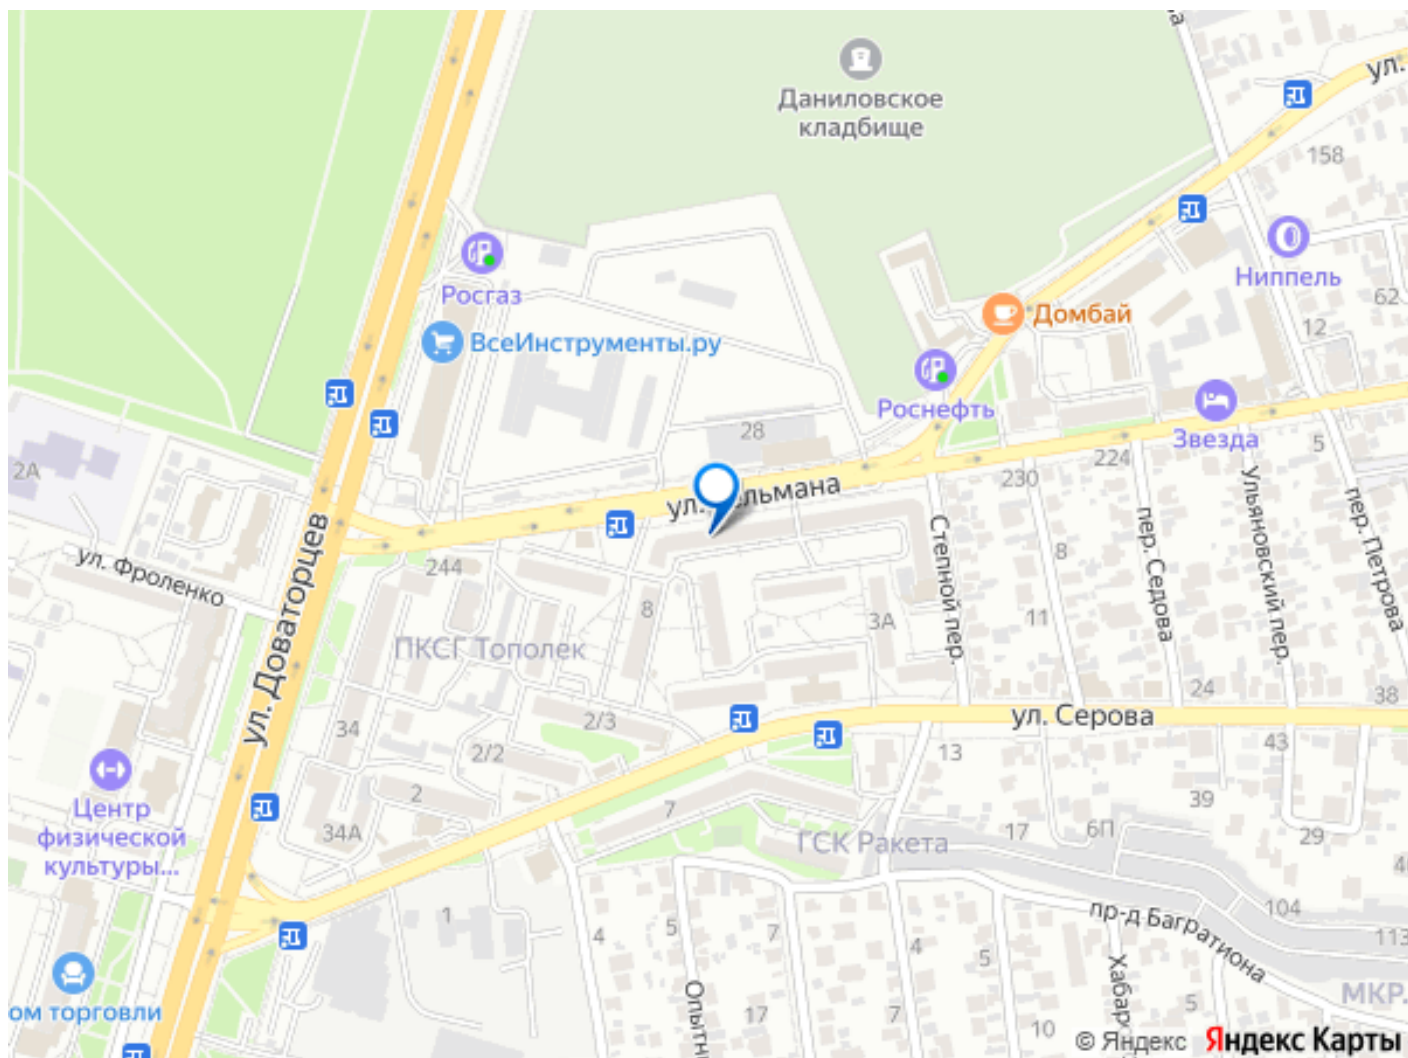 Даниловское
кладбище
ул.
158
Росгаз
Ниппель
62
ВсеИнструменты.ру
Домбай
12
Роснефть
28
Звезда
5
2А
224
230
ул.
льмана
ул. Доваторцев
ул. Фроленко
244
Степной пер.
пер. Седова
Ульяновский пер.
пер. Петрова
8
8
11
3А
ПКСГ Тополек
34
2/3
2/2
24
38
ул. Серова
13
43
Центр
физической
культуры...
2
34А
7
39
17
6П
29
ГСК Ракета
1
104
113
4
5
7
4
5
пр-д Багратиона
Хабар
Опытн
17
10
5
МКР.
ом торговли
© Яндекс Яндекс Карты